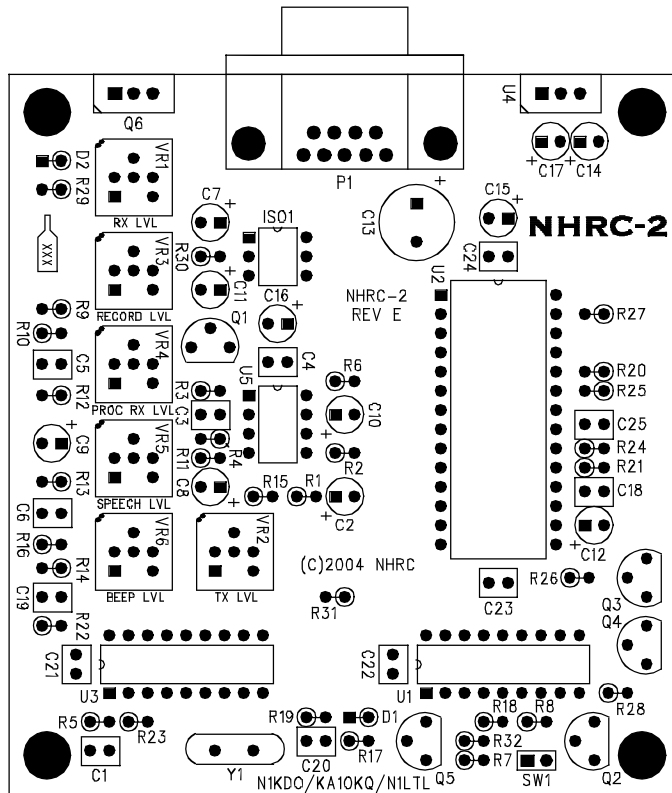 Q6
U4
D2
VR1
C17
C14
R29
P1
RX LVL
C7
C15
ISO1
C13
NHRC-2
XXX
VR3
R30
C24
U2
C11
NHRC-2
REV E
C16
R9
RECORD LVL
R27
R10
VR4
Q1
C5
C4
U5
R6
R20
R12
PROC RX LVL
R3
R25
C3
C10
C25
C9
VR5
R4
R24
R11
R2
R21
R13
C8
R15
R1
C18
SPEECH LVL
C6
C2
VR6
VR2
C12
R16
(C)2004 NHRC
R14
R26
BEEP LVL
TX LVL
C19
C23
Q3
R31
Q4
R22
C21
C22
U3
U1
R5
R23
R19
D1
R18
R8
R28
R32
C1
Y1
C20
R17
Q5
R7
SW1
Q2
N1KDO/KA1OKQ/N1LTL